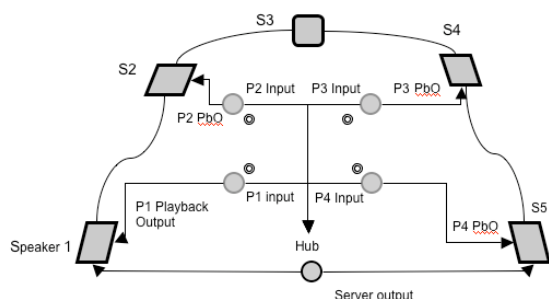 S3
S4
S2
P2 Input
P3 Input
P3 PbO
P2 PbO
P1 input
P4 Input
P1 Playback
Output
S5
P4 PbO
Speaker 1
Hub
Server output